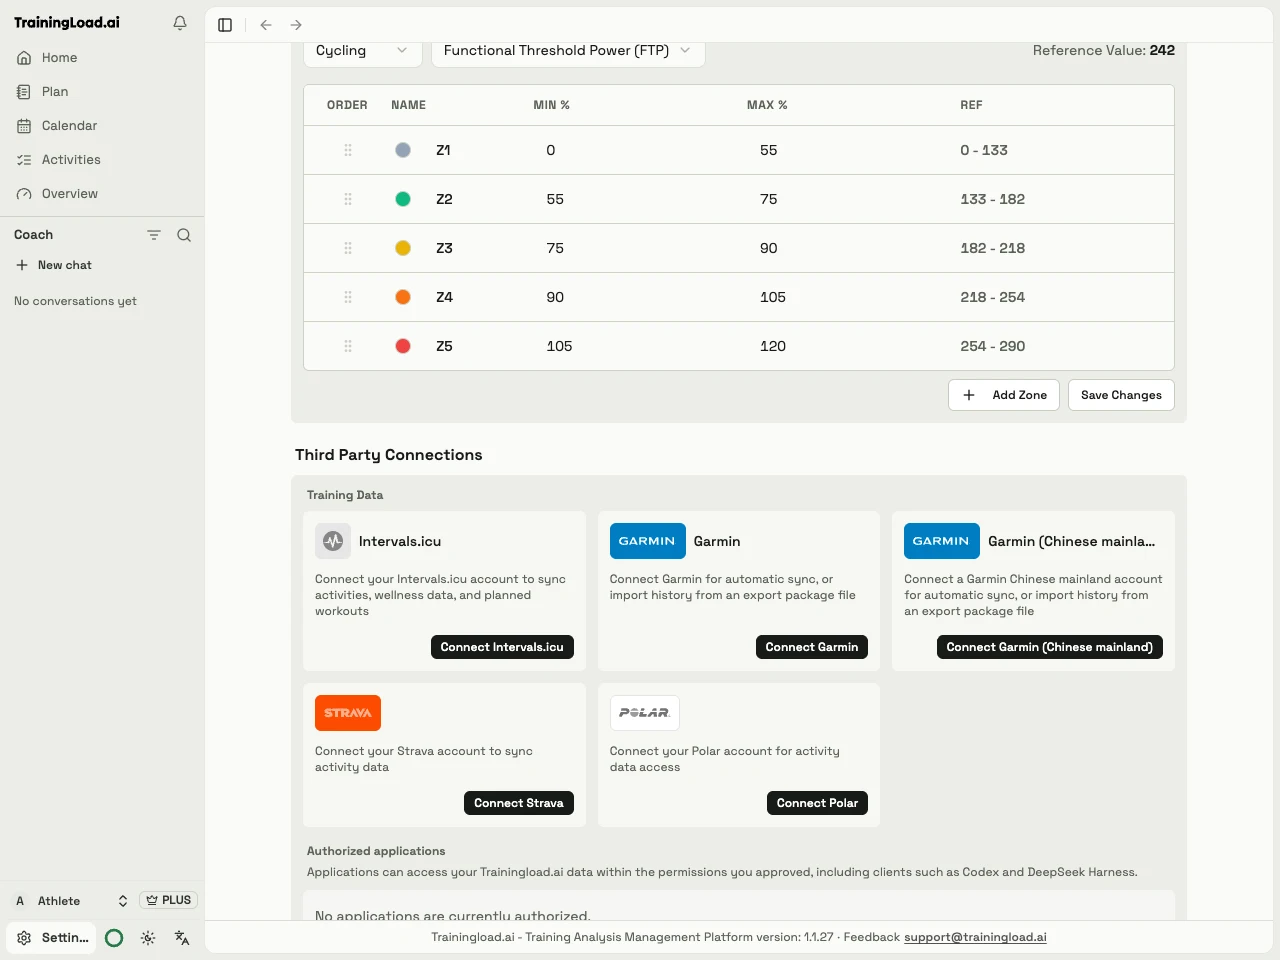 TrainingLoad.ai
Home
Plan
Calendar
Activities
Overview
Coach
New chat
No conversations yet
A Athlete PLUS
Settin...
Cycling
Functional Threshold Power (FTP)
Reference Value: 242
ORDER NAME MIN % MAX % REF
Z1 0 55 0 - 133
Z2 55 75 133 - 182
Z3 75 90 182 - 218
Z4 90 105 218 - 254
Z5 105 120 254 - 290
Add Zone
Save Changes
Third Party Connections
Training Data
Intervals.icu
Connect your Intervals.icu account to sync
activities, wellness data, and planned
workouts
Connect Intervals.icu
GARMIN Garmin
Connect Garmin for automatic sync, or
import history from an export package file
Connect Garmin
GARMIN Garmin (Chinese mainla...
Connect a Garmin Chinese mainland account
for automatic sync, or import history from
an export package file
Connect Garmin (Chinese mainland)
STRAVA
Connect your Strava account to sync
activity data
Connect Strava
POLAR.
Connect your Polar account for activity
data access
Connect Polar
Authorized applications
Applications can access your Trainingload.ai data within the permissions you approved, including clients such as Codex and DeepSeek Harness.
No applications are currently authorized.
Trainingload.ai - Training Analysis Management Platform version: 1.1.27 · Feedback support@trainingload.ai